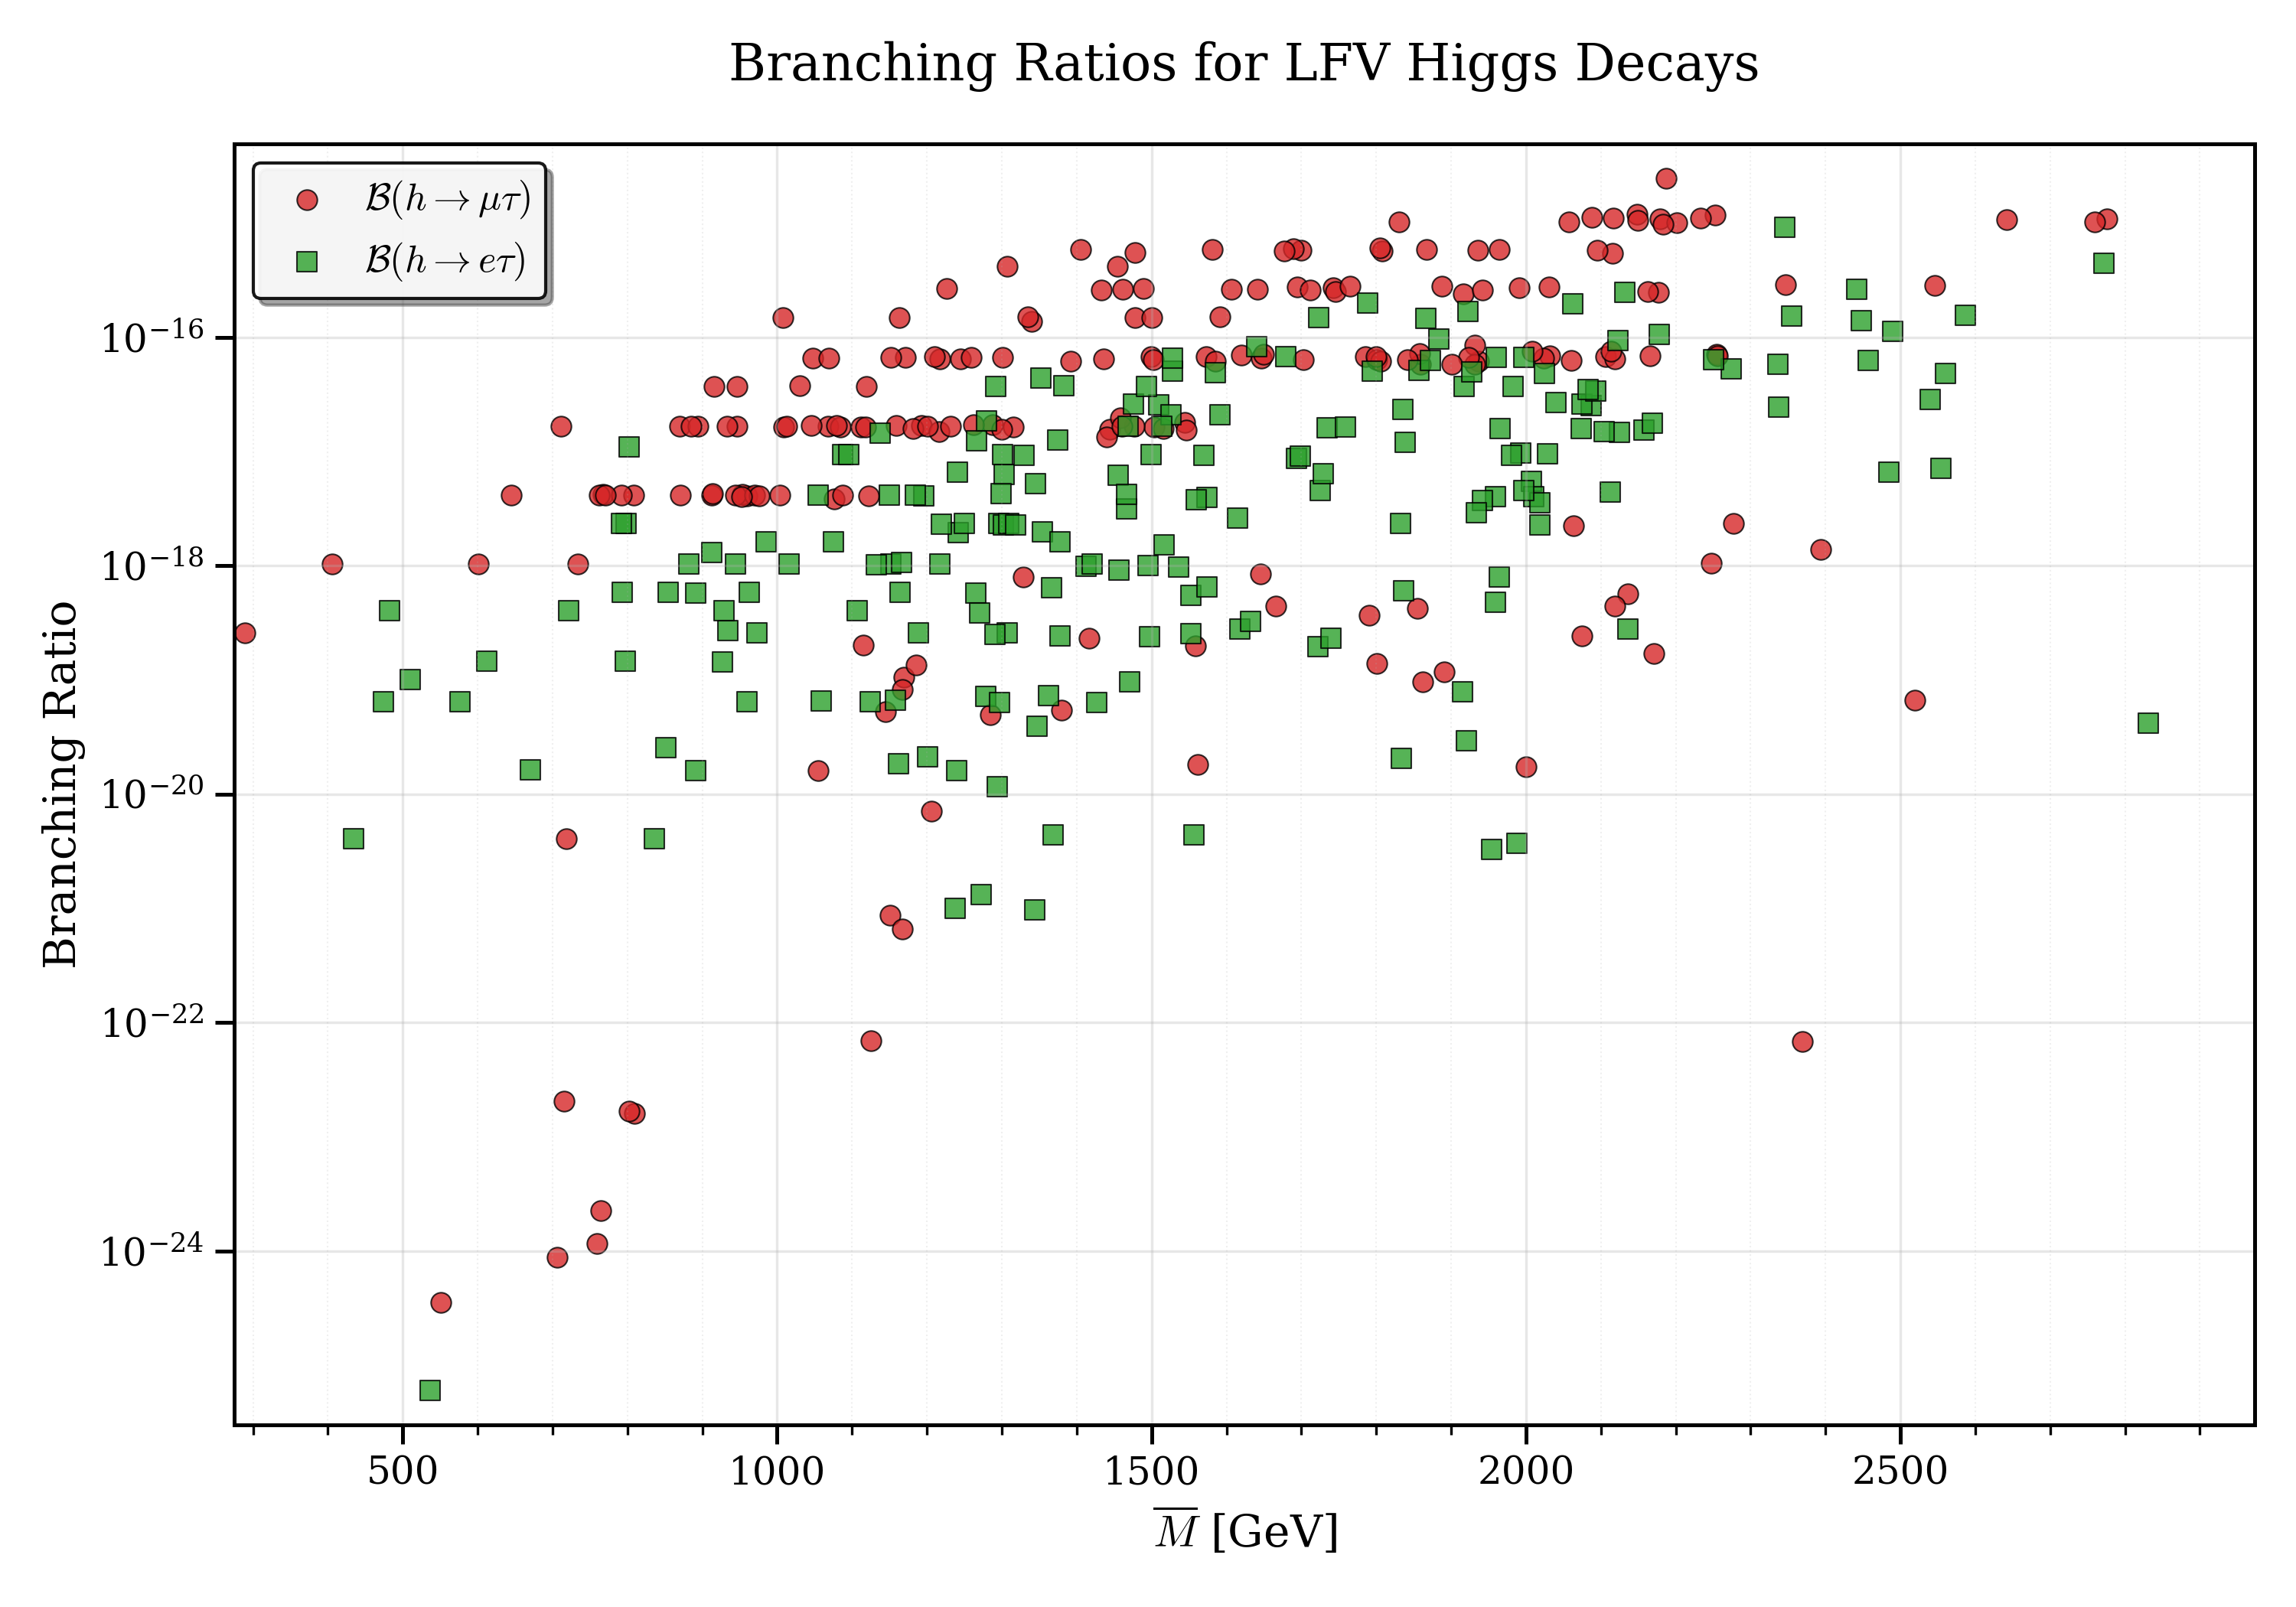 Branching Ratios for LFV Higgs Decays
ℬ(h → μτ)
ℬ(h → eτ)
Branching Ratio
10⁻¹⁶
10⁻¹⁸
10⁻²⁰
10⁻²²
10⁻²⁴
500 1000 1500 2000 2500
M̅ [GeV]